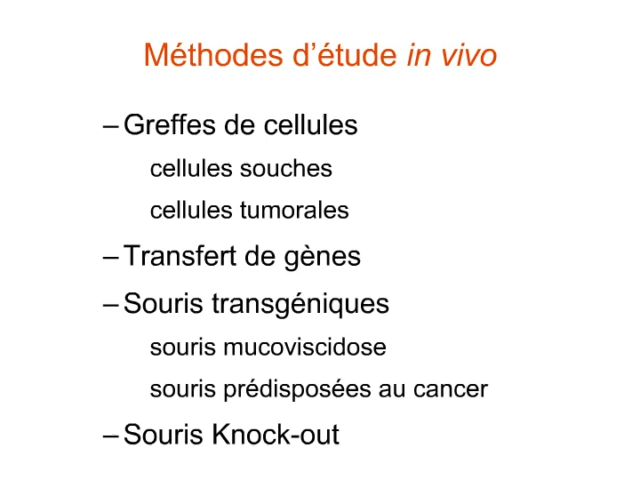 Méthodes d’étude in vivo
– Greffes de cellules
cellules souches
cellules tumorales
– Transfert de gènes
– Souris transgéniques
souris mucoviscidose
souris prédisposées au cancer
– Souris Knock-out